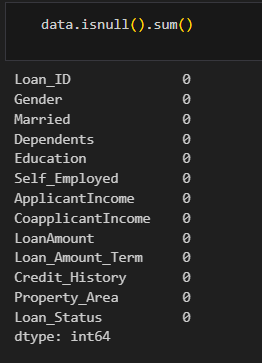 data.isnull().sum()
Loan_ID 0
Gender 0
Married 0
Dependents 0
Education 0
Self_Employed 0
ApplicantIncome 0
CoapplicantIncome 0
LoanAmount 0
Loan_Amount_Term 0
Credit_History 0
Property_Area 0
Loan_Status 0
dtype: int64